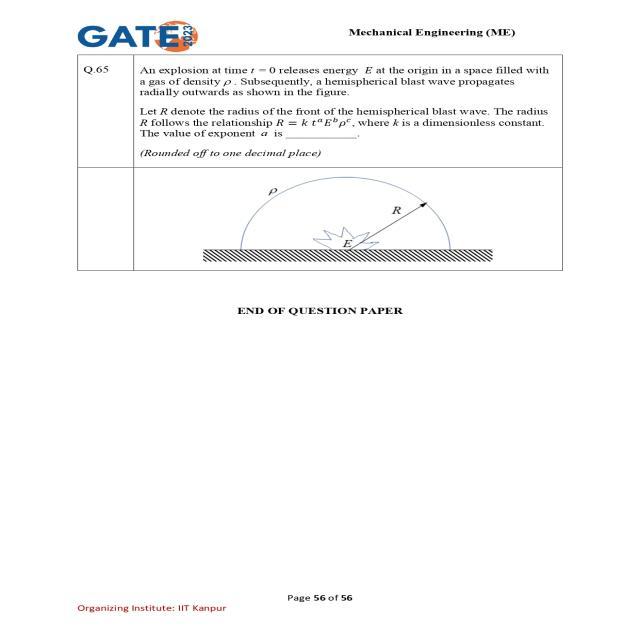 GATE 2023
Mechanical Engineering (ME)
Q.65
An explosion at time t = 0 releases energy E at the origin in a space filled with
a gas of density ρ . Subsequently, a hemispherical blast wave propagates
radially outwards as shown in the figure.
Let R denote the radius of the front of the hemispherical blast wave. The radius
R follows the relationship R = k tᵃEᵇρᶜ, where k is a dimensionless constant.
The value of exponent a is ____________.
(Rounded off to one decimal place)
ρ
R
E
END OF QUESTION PAPER
Page 56 of 56
Organizing Institute: IIT Kanpur